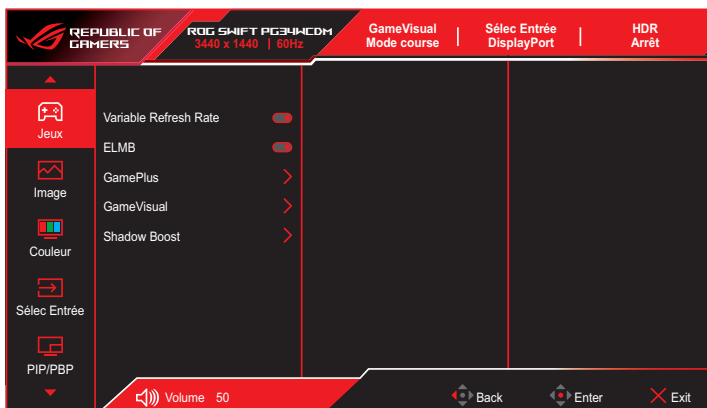 REPUBLIC OF
GAMERS
ROG SWIFT PG34WCDM
3440 x 1440 | 60Hz
GameVisual
Mode course
Sélec Entrée
DisplayPort
HDR
Arrêt
Jeux
Image
Couleur
Sélec Entrée
PIP/PBP
Variable Refresh Rate
ELMB
GamePlus
GameVisual
Shadow Boost
Volume 50
Back
Enter
Exit